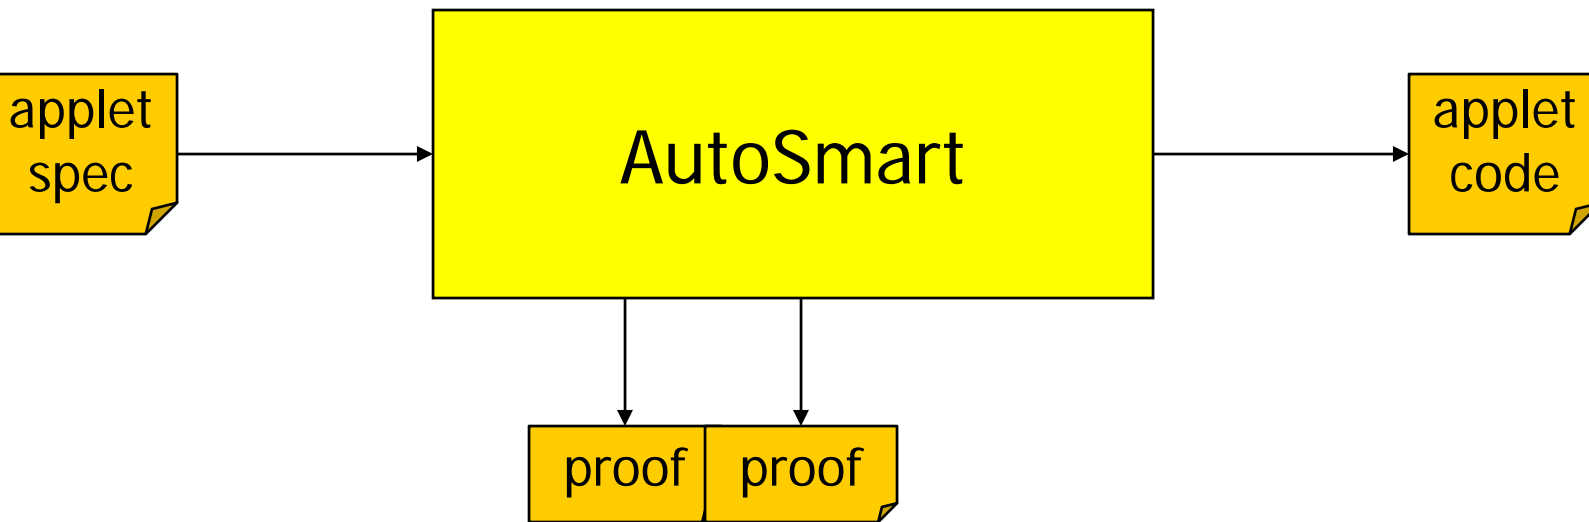 applet
spec
AutoSmart
applet
code
proof
proof